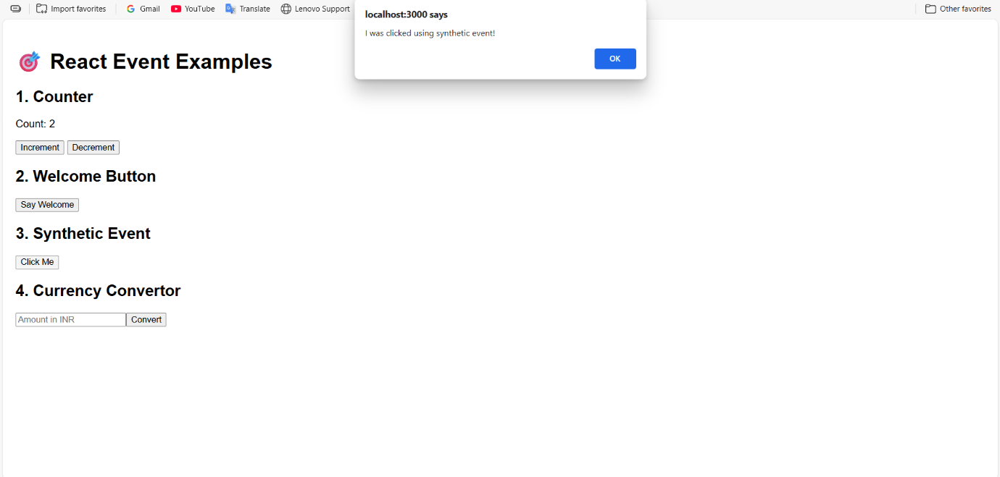 Import favorites Gmail YouTube Translate Lenovo Support Other favorites
localhost:3000 says
I was clicked using synthetic event!
OK
React Event Examples
1. Counter
Count: 2
Increment Decrement
2. Welcome Button
Say Welcome
3. Synthetic Event
Click Me
4. Currency Convertor
Amount in INR Convert